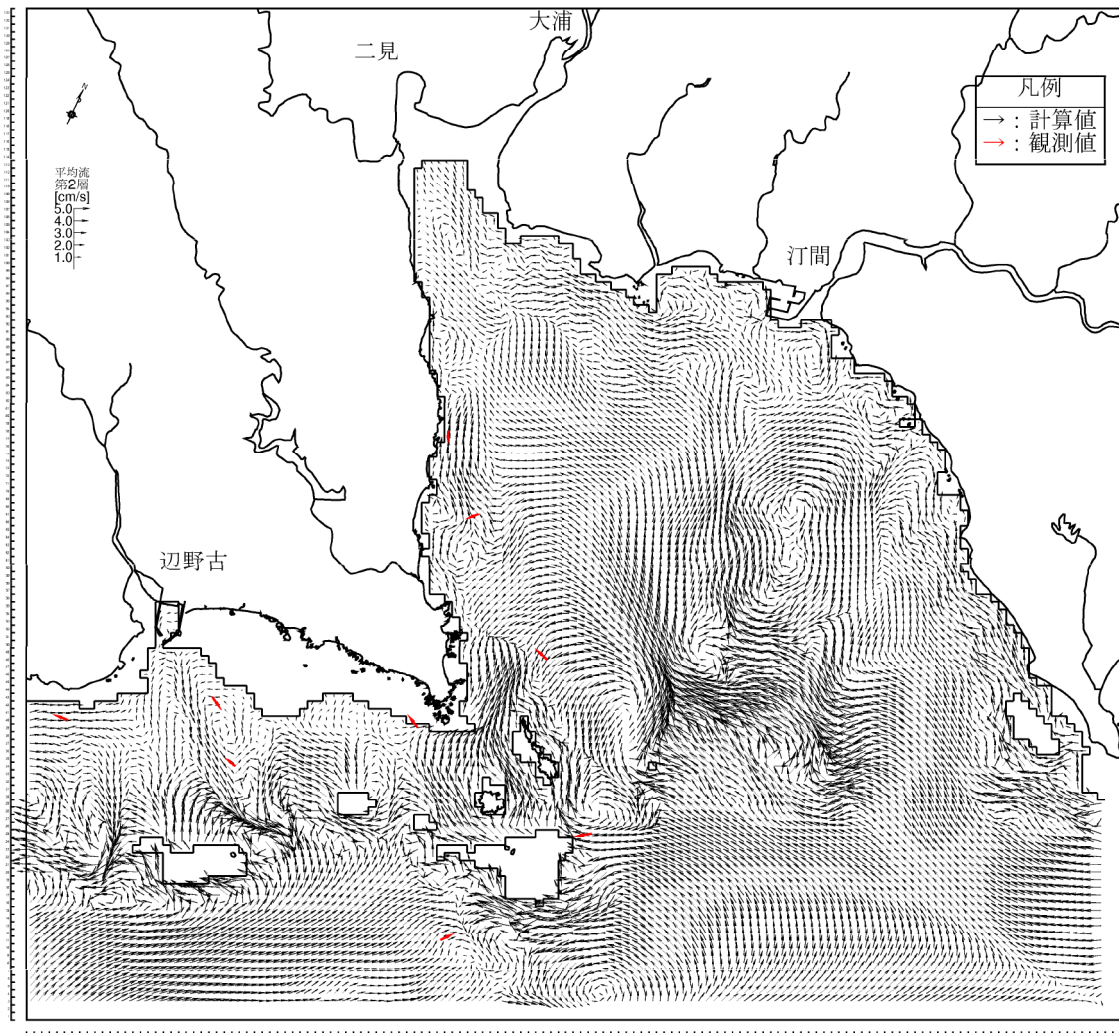 大浦
二見
N
凡例
→ : 計算値
→ : 観測値
平均流
第2層
[cm/s]
5.0
4.0
3.0
2.0
1.0
汀間
辺野古